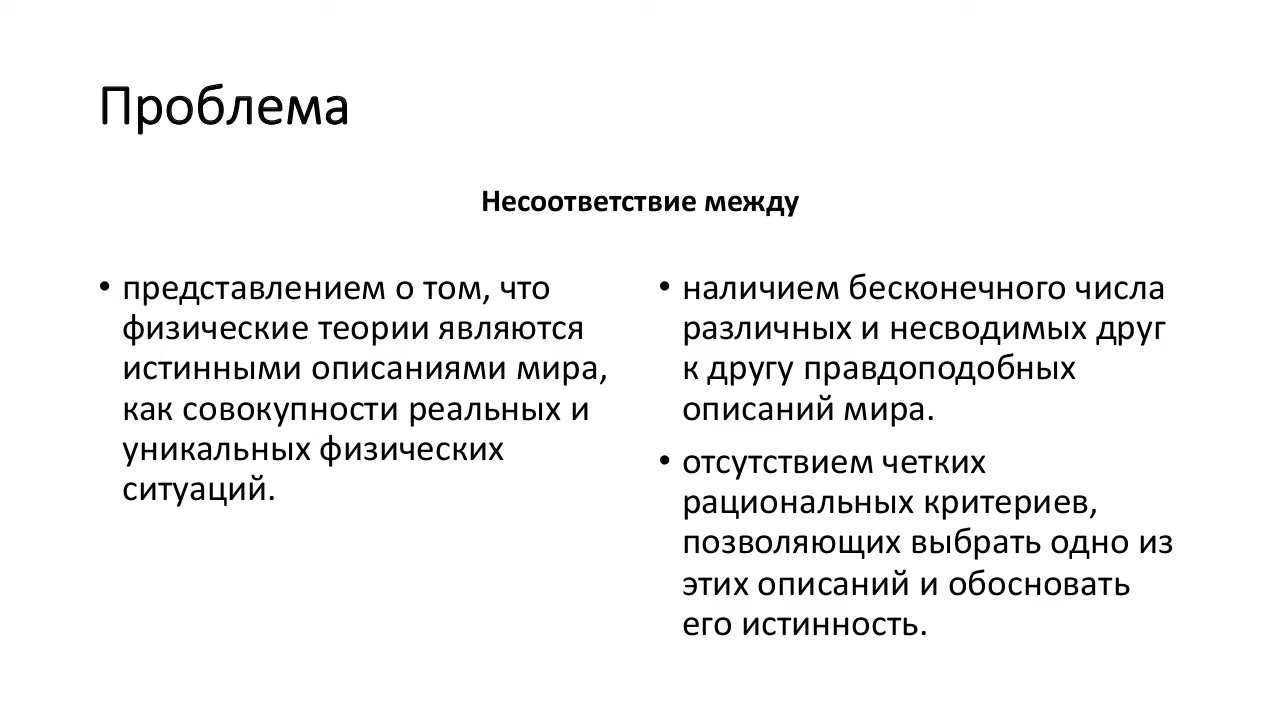 Проблема
Несоответствие между
• представлением о том, что
физические теории являются
истинными описаниями мира,
как совокупности реальных и
уникальных физических
ситуаций.
• наличием бесконечного числа
различных и несводимых друг
к другу правдоподобных
описаний мира.
• отсутствием четких
рациональных критериев,
позволяющих выбрать одно из
этих описаний и обосновать
его истинность.